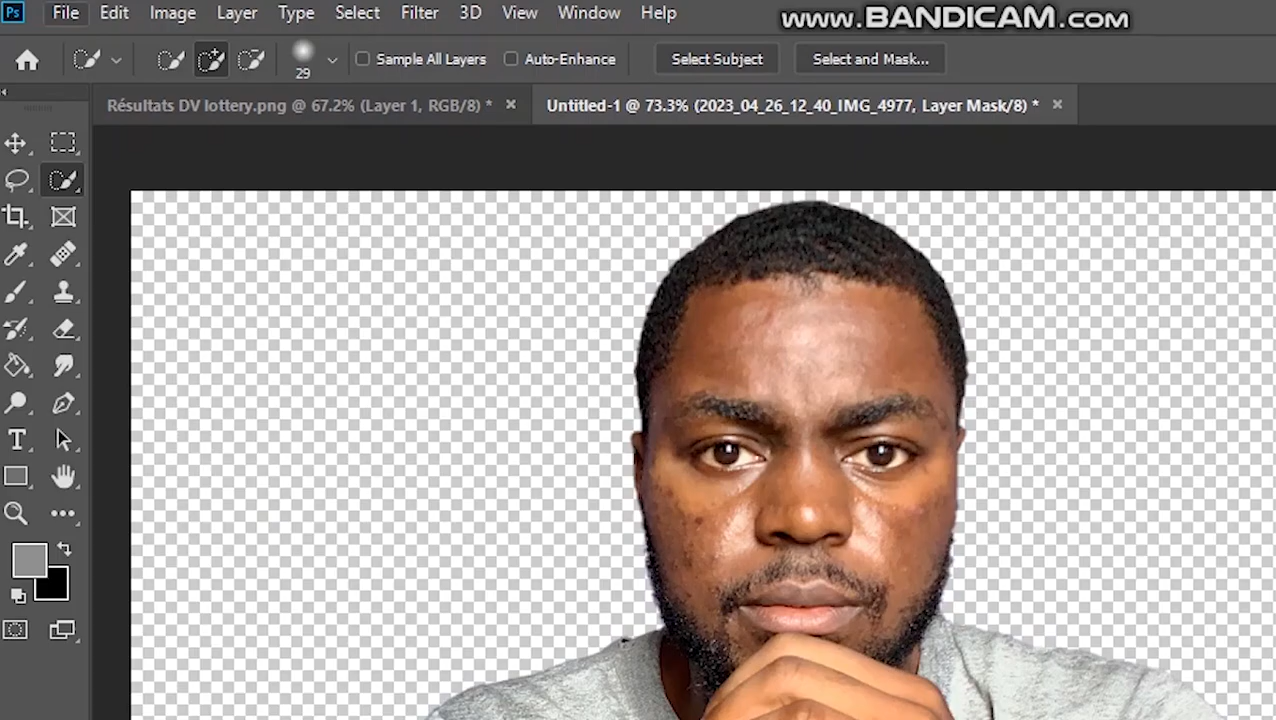 www.BANDICAM.com
Ps File Edit Image Layer Type Select Filter 3D View Window Help
29 Sample All Layers Auto-Enhance Select Subject Select and Mask...
Résultats DV lottery.png @ 67.2% (Layer 1, RGB/8) * × Untitled-1 @ 73.3% (2023_04_26_12_40_IMG_4977, Layer Mask/8) * ×
T